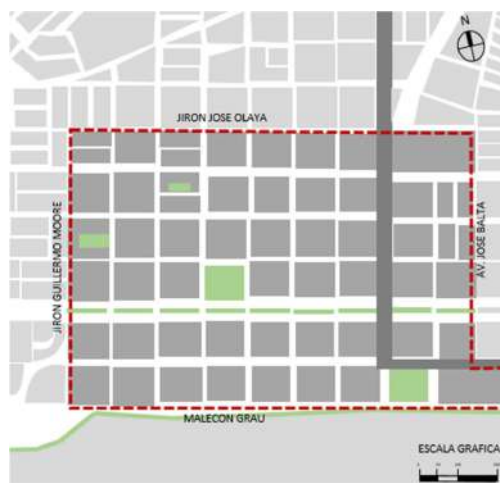 N
JIRON JOSE OLAYA
JIRON GUILLERMO MOORE
AV. JOSE BALTA
MALECON GRAU
ESCALA GRAFICA